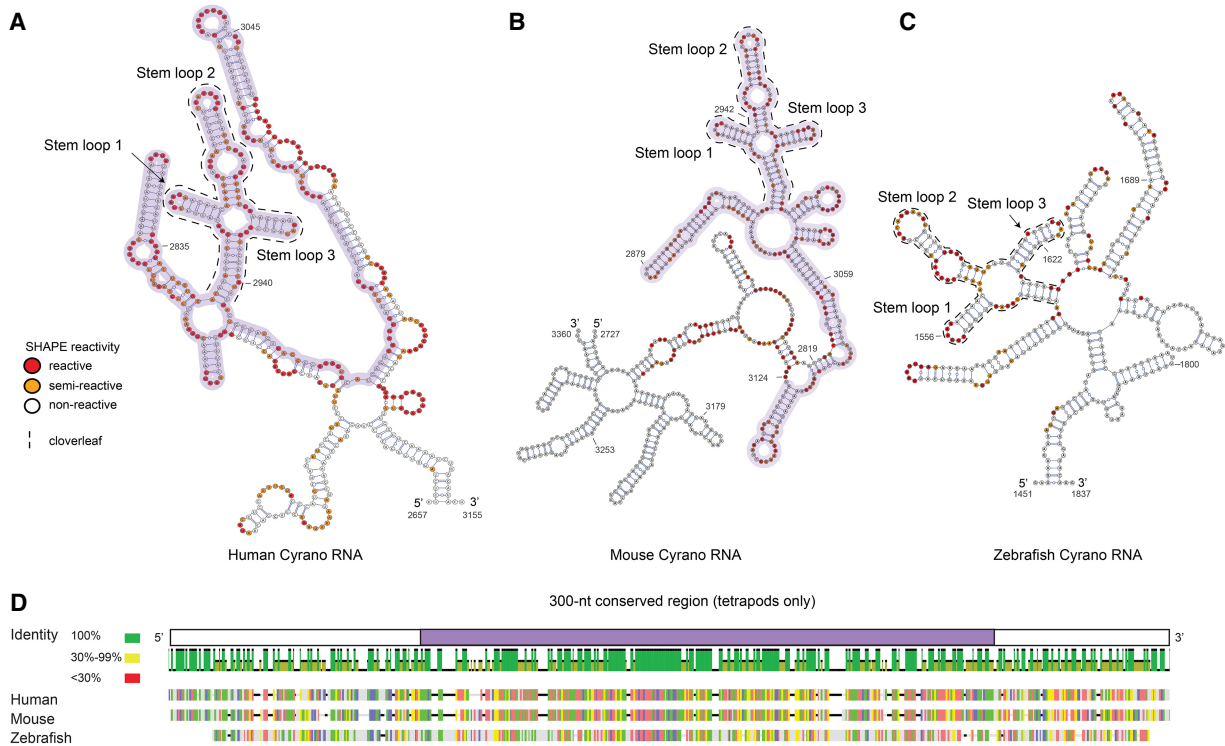 A
3045
Stem loop 2
Stem loop 1
2835
Stem loop 3
2940
SHAPE reactivity
reactive
semi-reactive
non-reactive
cloverleaf
5’
3’
2657
3155
Human Cyrano RNA
B
Stem loop 2
2942
Stem loop 3
Stem loop 1
2879
3059
3’
5’
3360
2727
2819
3124
3179
3253
Mouse Cyrano RNA
C
1689
Stem loop 2
Stem loop 3
1622
Stem loop 1
1556
1800
5’
3’
1451
1837
Zebrafish Cyrano RNA
D
300-nt conserved region (tetrapods only)
Identity
100%
5’
3’
30%-99%
<30%
Human
Mouse
Zebrafish